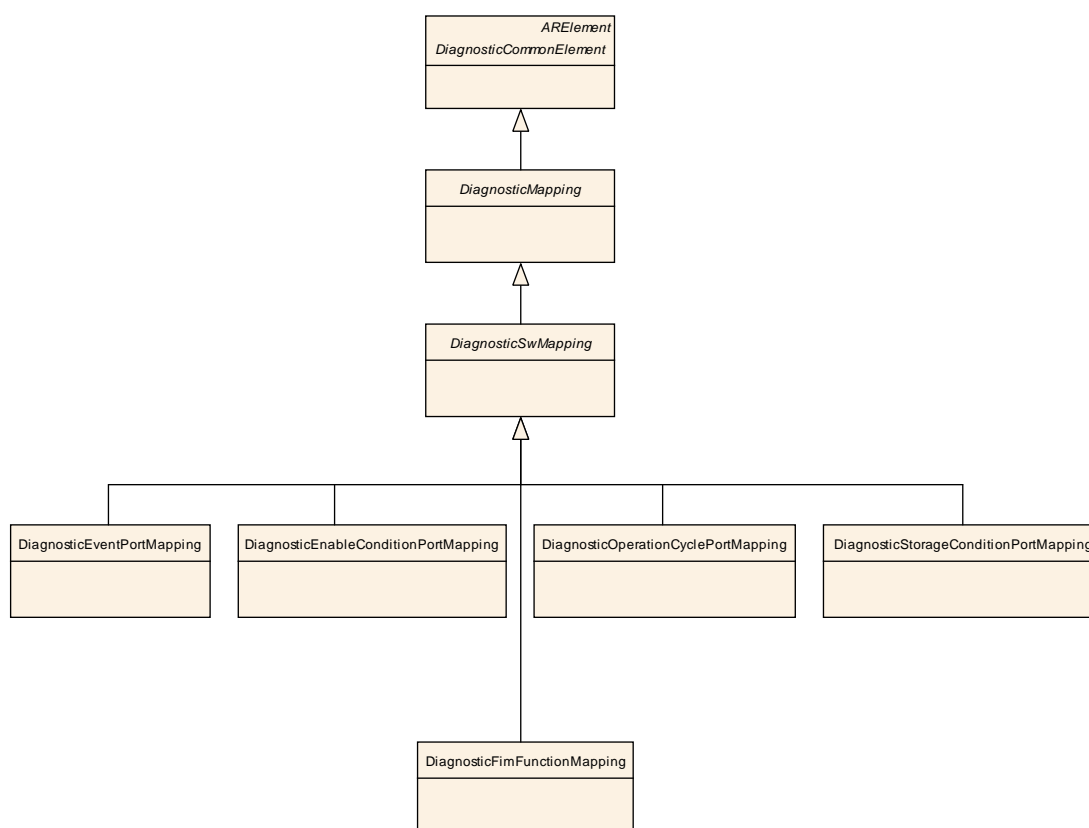 ARElement
DiagnosticCommonElement
DiagnosticMapping
DiagnosticSwMapping
DiagnosticEventPortMapping
DiagnosticEnableConditionPortMapping
DiagnosticOperationCyclePortMapping
DiagnosticStorageConditionPortMapping
DiagnosticFimFunctionMapping